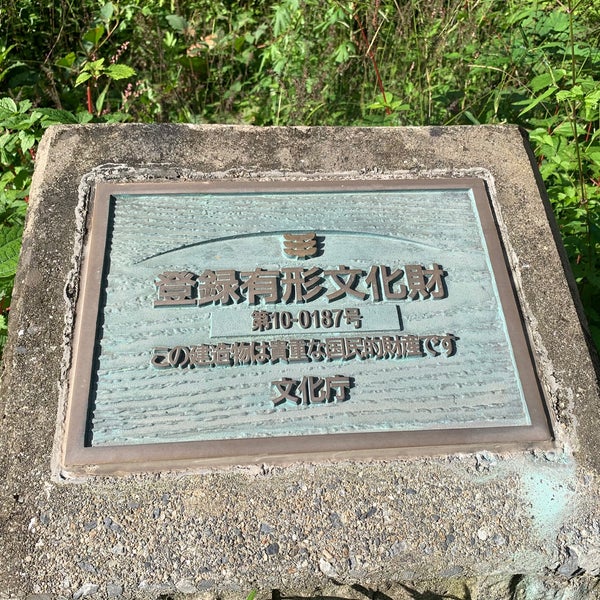 登録有形文化財
第10-0187号
この建造物は貴重な国民的財産です
文化庁